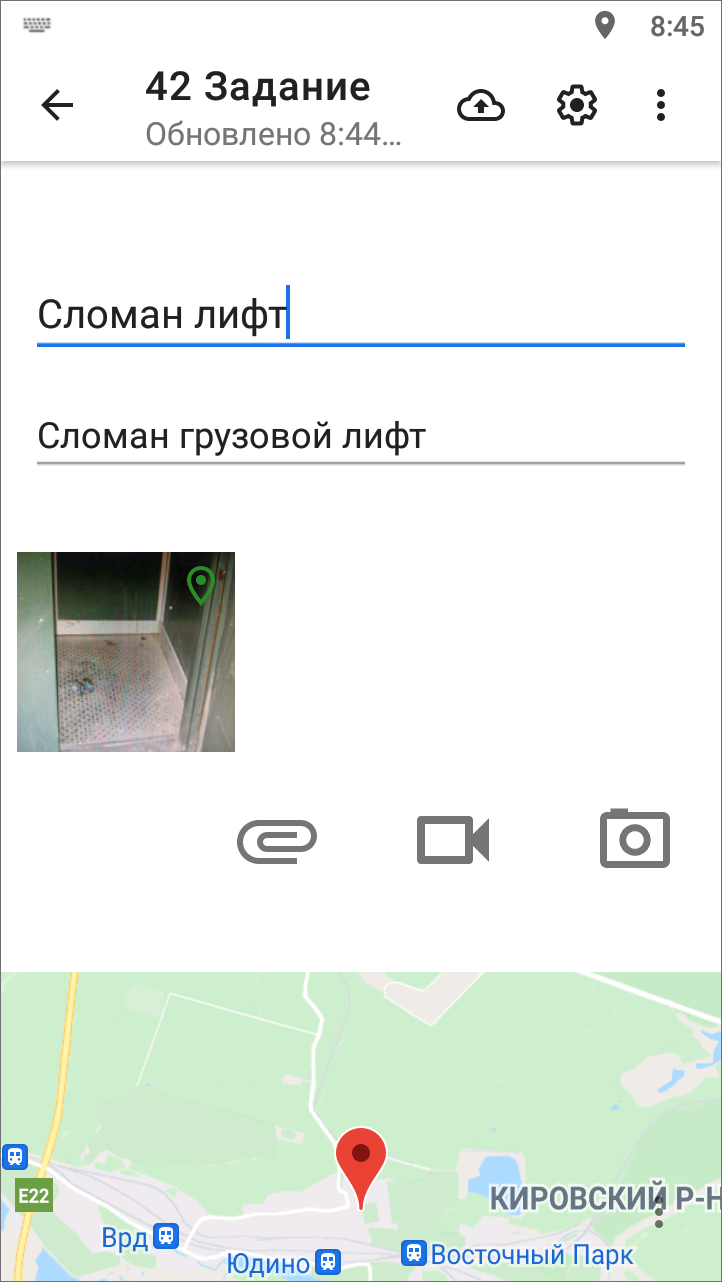 8:45
42 Задание
Обновлено 8:44...
Сломан лифт
Сломан грузовой лифт
E22
КИРОВСКИЙ Р-Н
Врд
Юдино
Восточный Парк